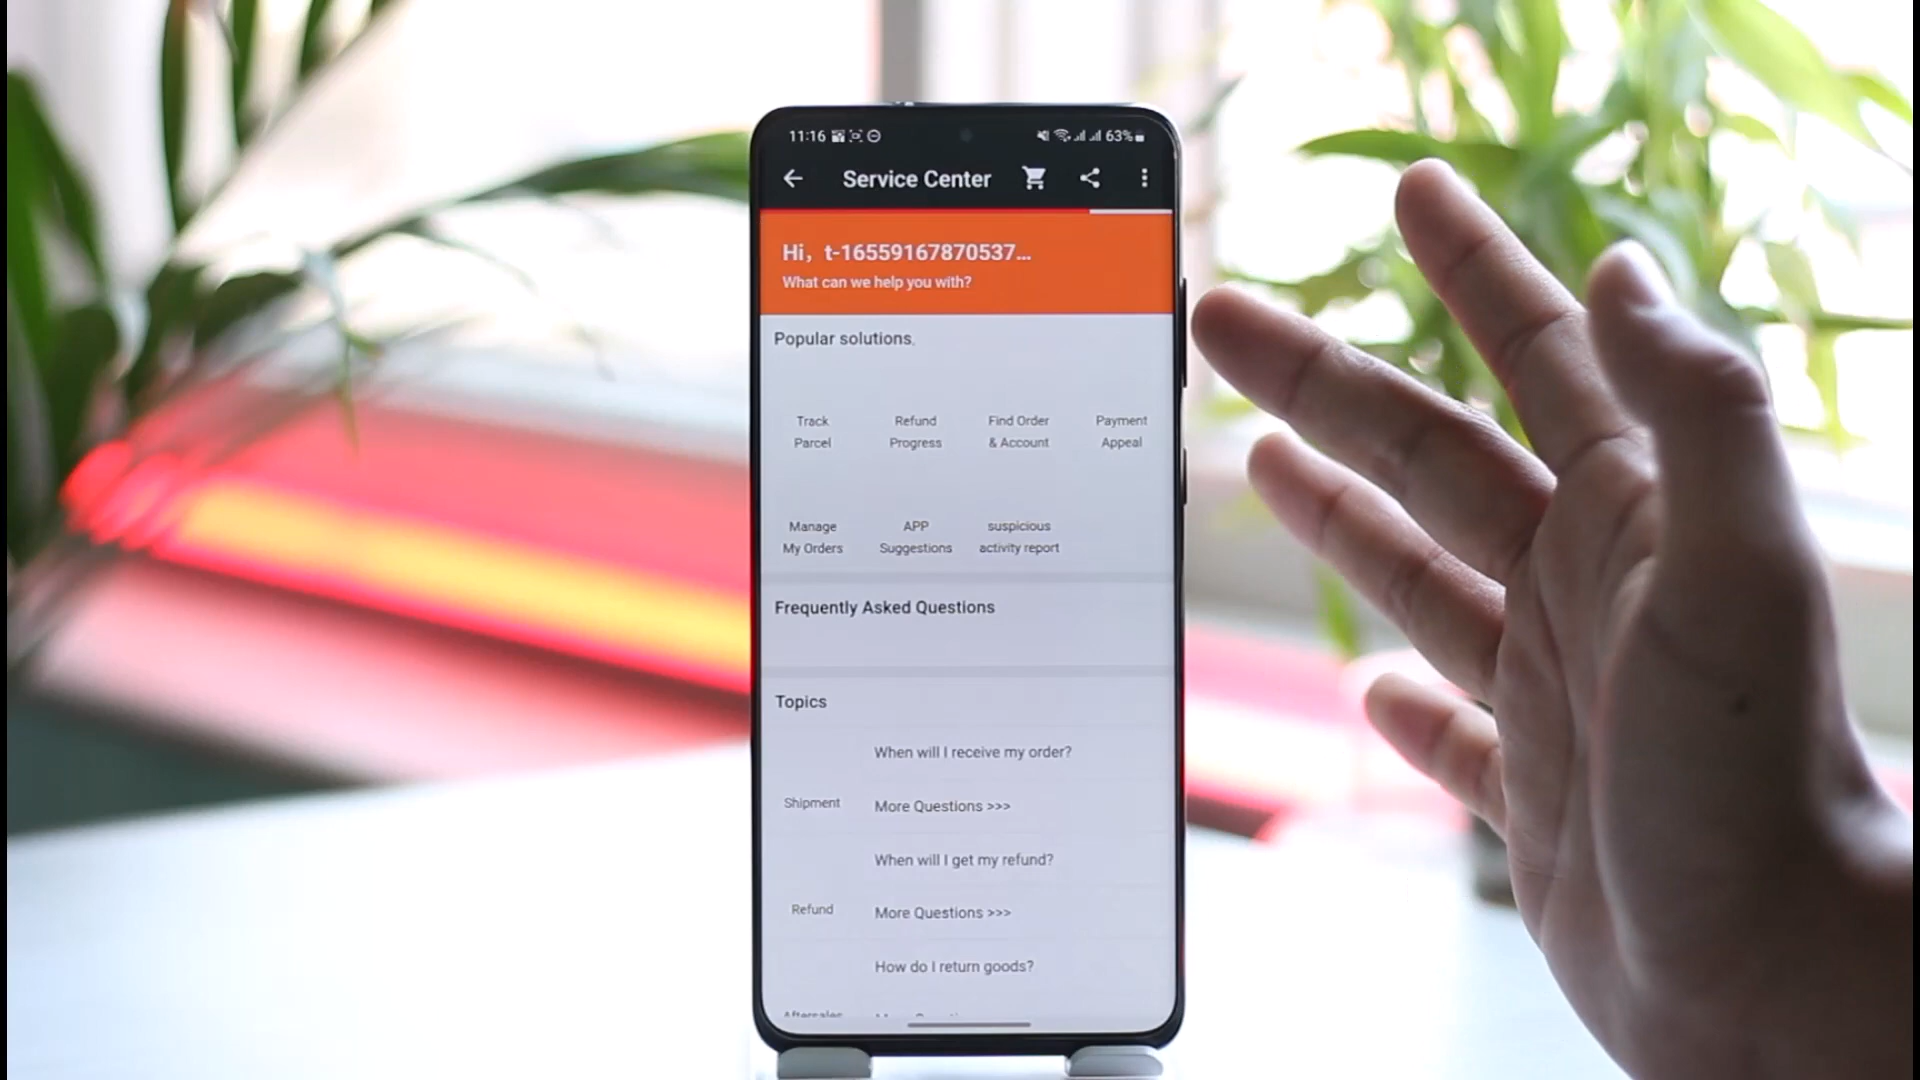 11:16 63%
Service Center
Hi, t-16559167870537...
What can we help you with?
Popular solutions.
Track Parcel
Refund Progress
Find Order & Account
Payment Appeal
Manage My Orders
APP Suggestions
suspicious activity report
Frequently Asked Questions
Topics
When will I receive my order?
Shipment
More Questions >>>
When will I get my refund?
Refund
More Questions >>>
How do I return goods?
Aftersales